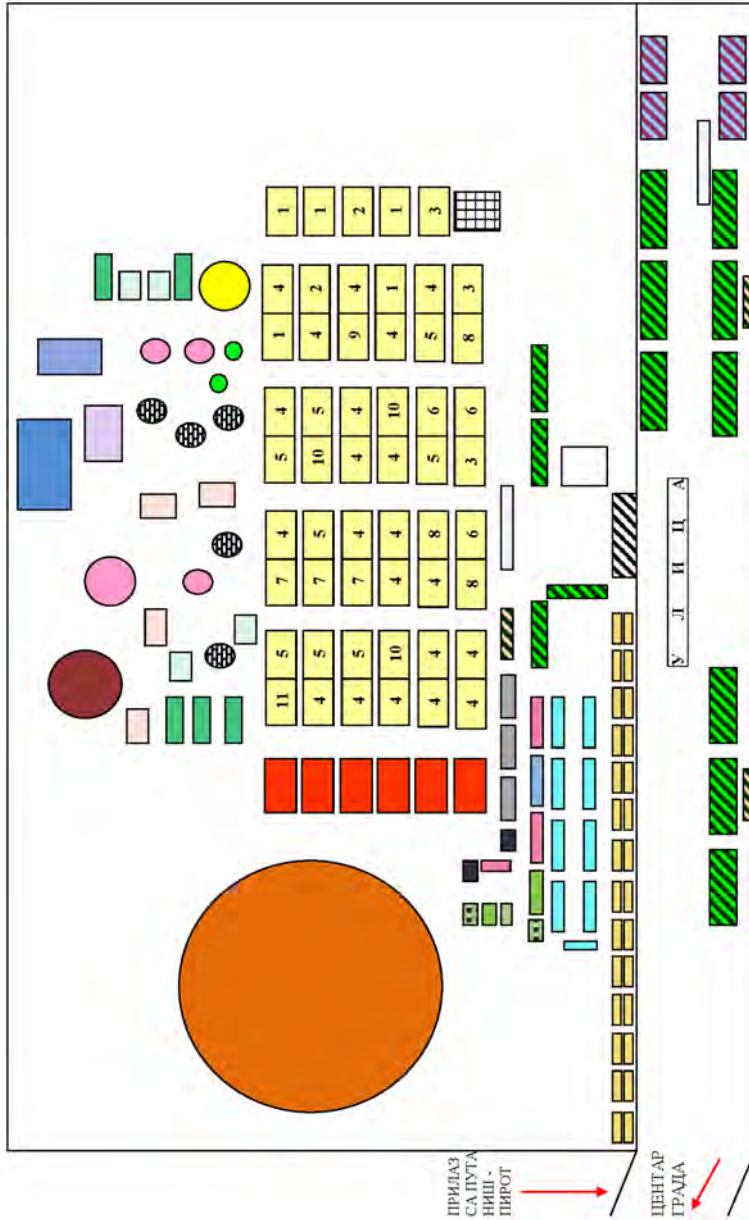 1 1 2 1 3
4 2 4 1 4 3
1 4 9 4 5 8
4 5 4 10 6 6
5 10 4 4 5 3
4 5 4 4 8 6
7 7 7 4 4 8
5 5 4 10 4 4
11 4 4 4 4 4
У Л И Ц А
ПРИЛАЗ
СА ПУТА
НИШ -
ПИРОТ
ЦЕНТАР
ГРАДА